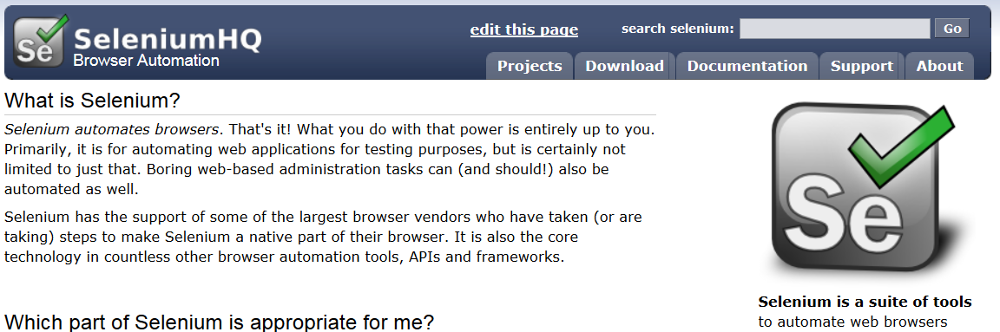 Se
SeleniumHQ
Browser Automation
edit this page
search selenium:
Go
Projects
Download
Documentation
Support
About
What is Selenium?
Selenium automates browsers. That's it! What you do with that power is entirely up to you.
Primarily, it is for automating web applications for testing purposes, but is certainly not
limited to just that. Boring web-based administration tasks can (and should!) also be
automated as well.
Selenium has the support of some of the largest browser vendors who have taken (or are
taking) steps to make Selenium a native part of their browser. It is also the core
technology in countless other browser automation tools, APIs and frameworks.
Which part of Selenium is appropriate for me?
Se
Selenium is a suite of tools
to automate web browsers